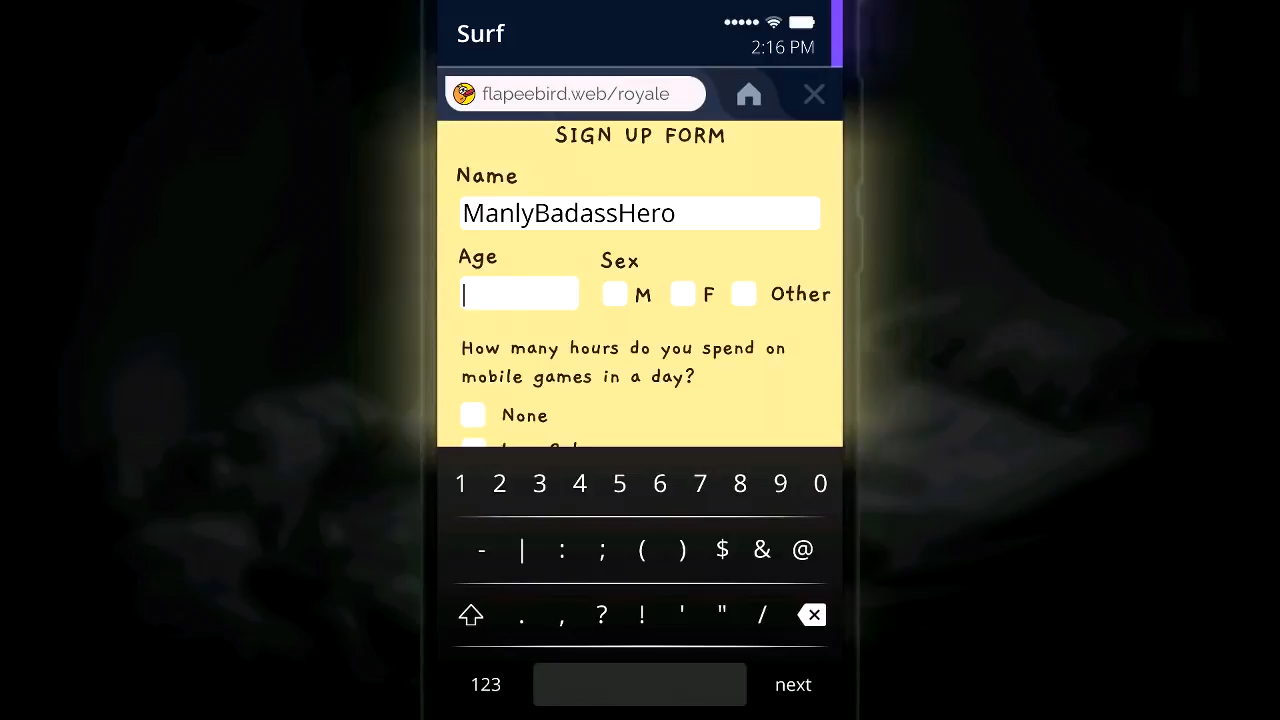 Surf
2:16 PM
flapeebird.web/royale
SIGN UP FORM
Name
ManlyBadassHero
Age
Sex
M F Other
How many hours do you spend on
mobile games in a day?
None
1 2 3 4 5 6 7 8 9 0
- | : ; ( ) $ & @
. , ? ! ' " /
123 next